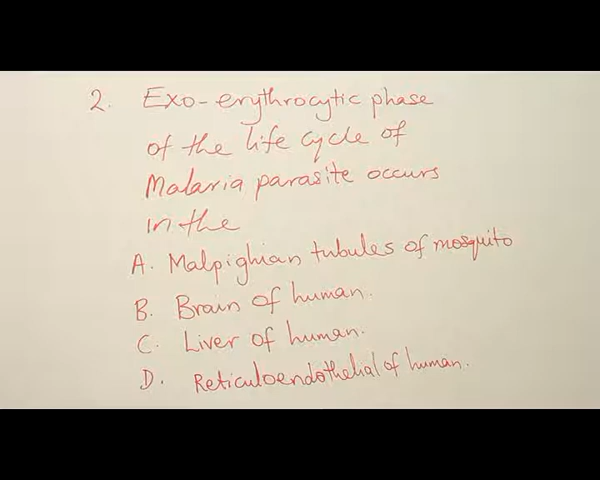 2. Exo-erythrocytic phase
of the life cycle of
Malaria parasite occurs
in the
A. Malpighian tubules of mosquito
B. Brain of human.
C. Liver of human.
D. Reticuloendothelial of human.